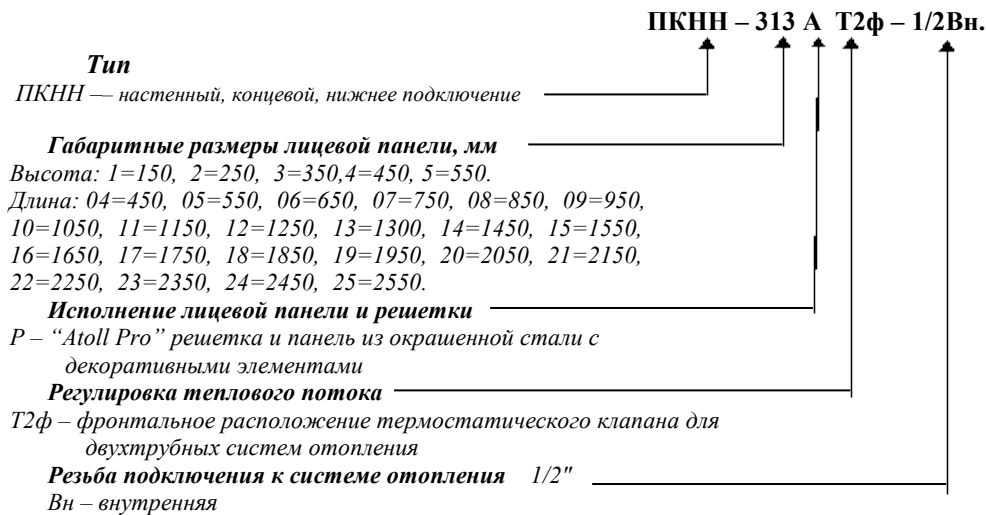 ПКНН – 313 А Т2ф – 1/2Вн.
Тип
ПКНН –– настенный, концевой, нижнее подключение
Габаритные размеры лицевой панели, мм
Высота: 1=150, 2=250, 3=350,4=450, 5=550.
Длина: 04=450, 05=550, 06=650, 07=750, 08=850, 09=950,
10=1050, 11=1150, 12=1250, 13=1300, 14=1450, 15=1550,
16=1650, 17=1750, 18=1850, 19=1950, 20=2050, 21=2150,
22=2250, 23=2350, 24=2450, 25=2550.
Исполнение лицевой панели и решетки
Р – “Atoll Pro” решетка и панель из окрашенной стали с
декоративными элементами
Регулировка теплового потока
Т2ф – фронтальное расположение термостатического клапана для
двухтрубных систем отопления
Резьба подключения к системе отопления 1/2"
Вн – внутренняя